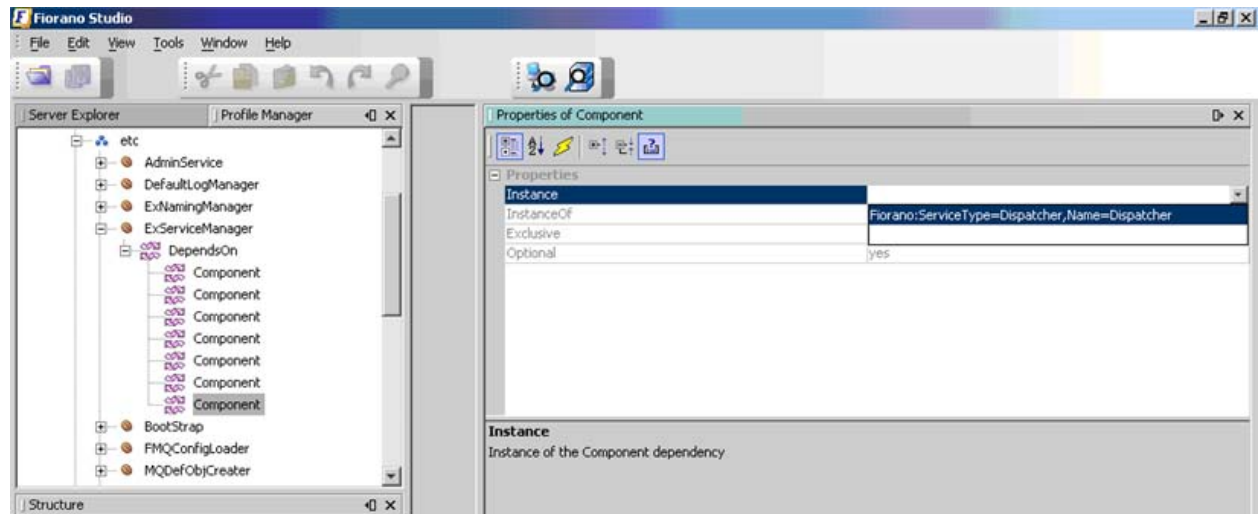 Fiorano Studio
File Edit View Tools Window Help
Server Explorer Profile Manager
etc
AdminService
DefaultLogManager
ExNamingManager
ExServiceManager
DependsOn
Component
Component
Component
Component
Component
Component
Component
BootStrap
FMQConfigLoader
MQDefObjCreater
Structure
Properties of Component
Properties
Instance
InstanceOf
Fiorano:ServiceType=Dispatcher,Name=Dispatcher
Exclusive
Optional yes
Instance
Instance of the Component dependency